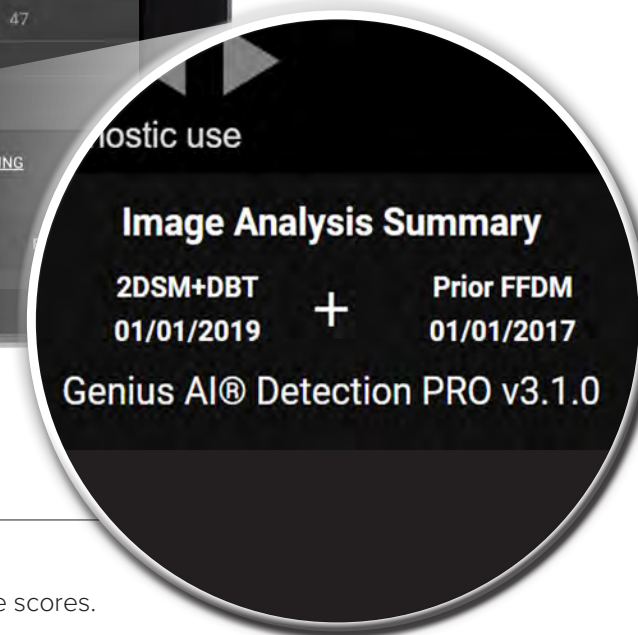 47
nostic use
Image Analysis Summary
2DSM+DBT
01/01/2019
+
Prior FFDM
01/01/2017
Genius AI® Detection PRO v3.1.0
scores.